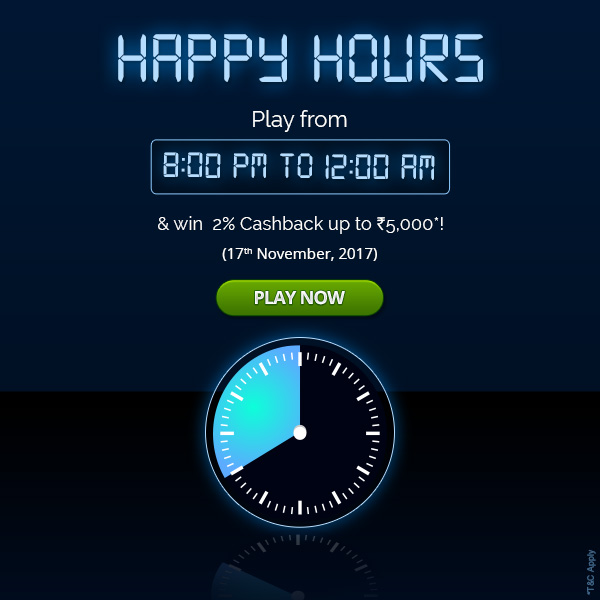 HAPPY HOURS
Play from
8:00 PM TO 12:00 AM
& win 2% Cashback up to ₹5,000*!
(17th November, 2017)
PLAY NOW
*T&C Apply